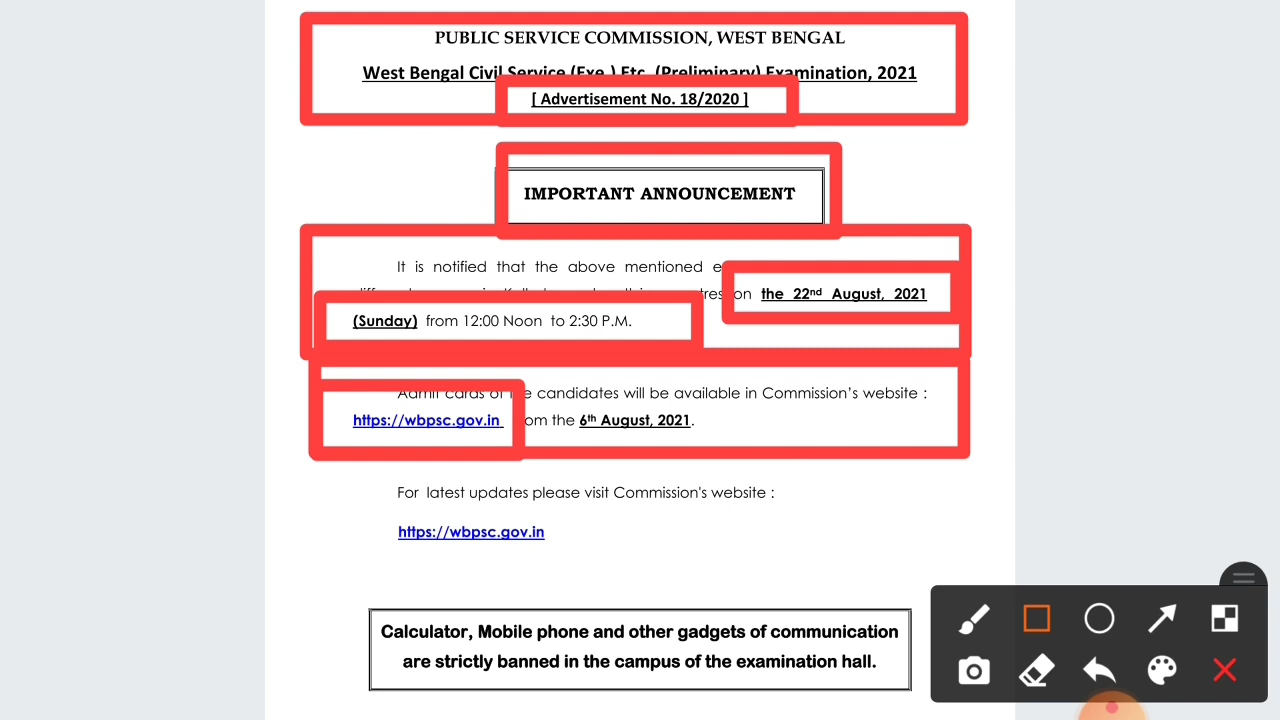 PUBLIC SERVICE COMMISSION, WEST BENGAL
West Bengal Civil Service (Exe.) Etc. (Preliminary) Examination, 2021
[ Advertisement No. 18/2020 ]
IMPORTANT ANNOUNCEMENT
It is notified that the above mentioned
on the 22nd August, 2021
(Sunday) from 12:00 Noon to 2:30 P.M.
Admit cards of the candidates will be available in Commission's website :
https://wbpsc.gov.in from the 6th August, 2021.
For latest updates please visit Commission's website :
https://wbpsc.gov.in
Calculator, Mobile phone and other gadgets of communication
are strictly banned in the campus of the examination hall.